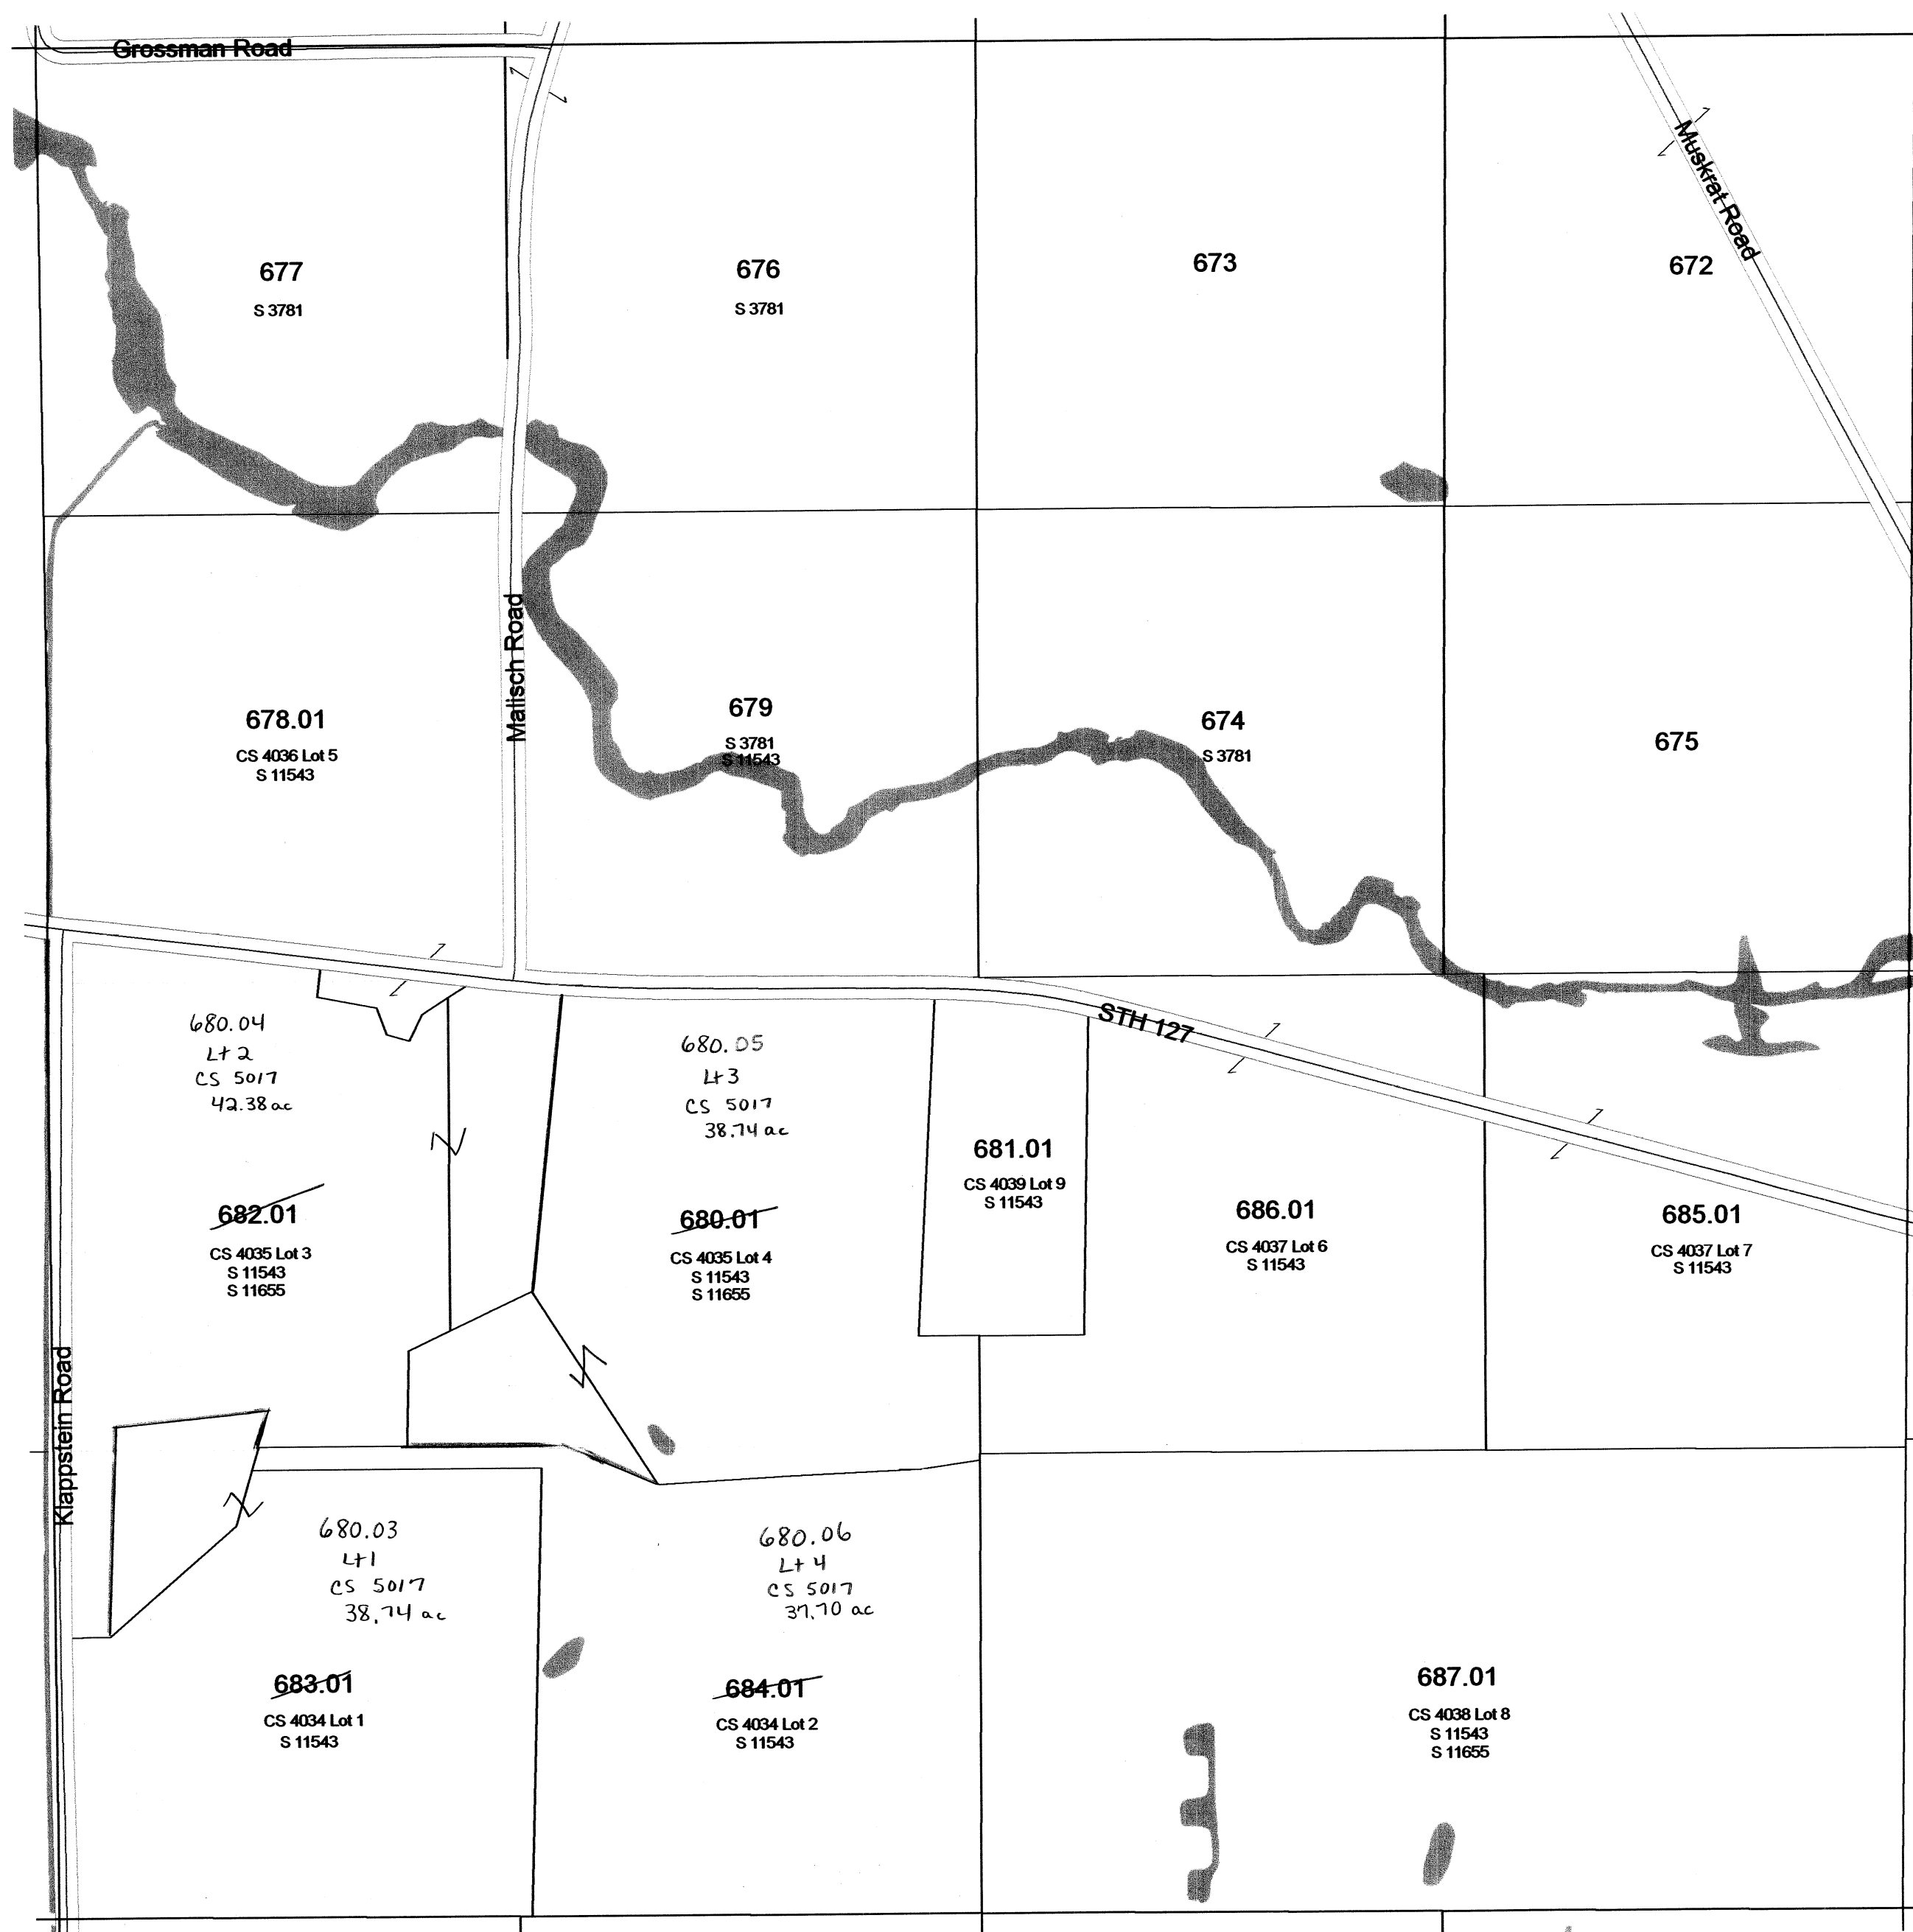 Grossman Road
Muskrat Road
677
S 3781
676
S 3781
673
672
Malisch Road
678.01
CS 4036 Lot 5
S 11543
679
S 3781
S 11543
674
S 3781
675
STH 127
680.04
Lt 2
CS 5017
42.38 ac
680.05
Lt 3
CS 5017
38.74 ac
681.01
CS 4039 Lot 9
S 11543
682.01
CS 4035 Lot 3
S 11543
S 11655
680.01
CS 4035 Lot 4
S 11543
S 11655
686.01
CS 4037 Lot 6
S 11543
685.01
CS 4037 Lot 7
S 11543
Klappstein Road
680.03
Lt 1
CS 5017
38.74 ac
680.06
Lt 4
CS 5017
37.70 ac
683.01
CS 4034 Lot 1
S 11543
684.01
CS 4034 Lot 2
S 11543
687.01
CS 4038 Lot 8
S 11543
S 11655